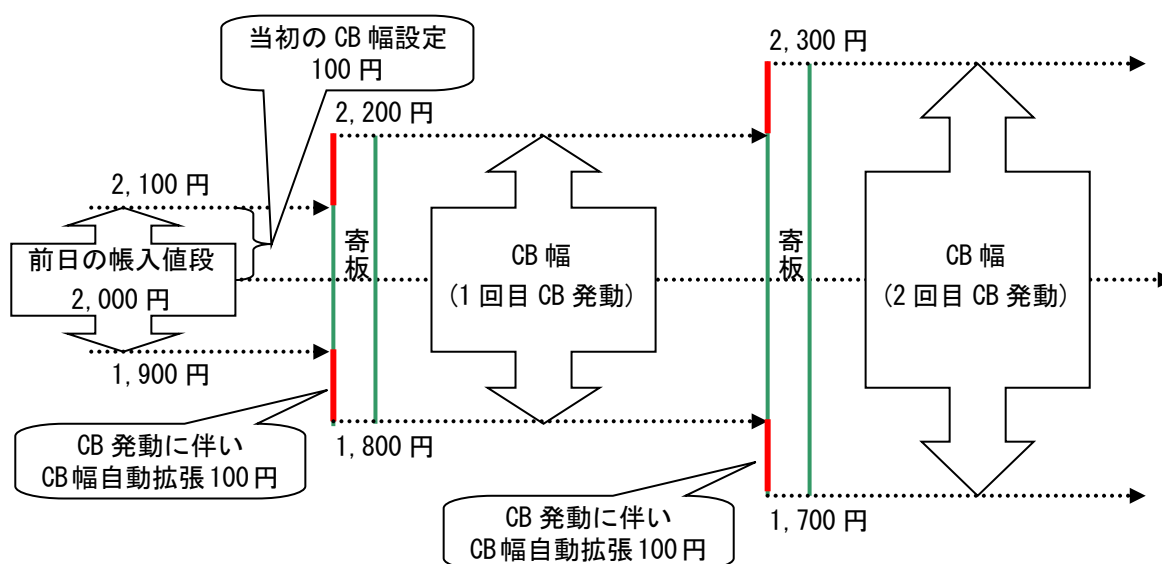 当初の CB 幅設定
100 円
2,300 円
2,200 円
2,100 円
前日の帳入値段
2,000 円
1,900 円
寄板
CB 幅
(1 回目 CB 発動)
寄板
CB 幅
(2 回目 CB 発動)
CB 発動に伴い
CB 幅自動拡張 100 円
1,800 円
CB 発動に伴い
CB 幅自動拡張 100 円
1,700 円